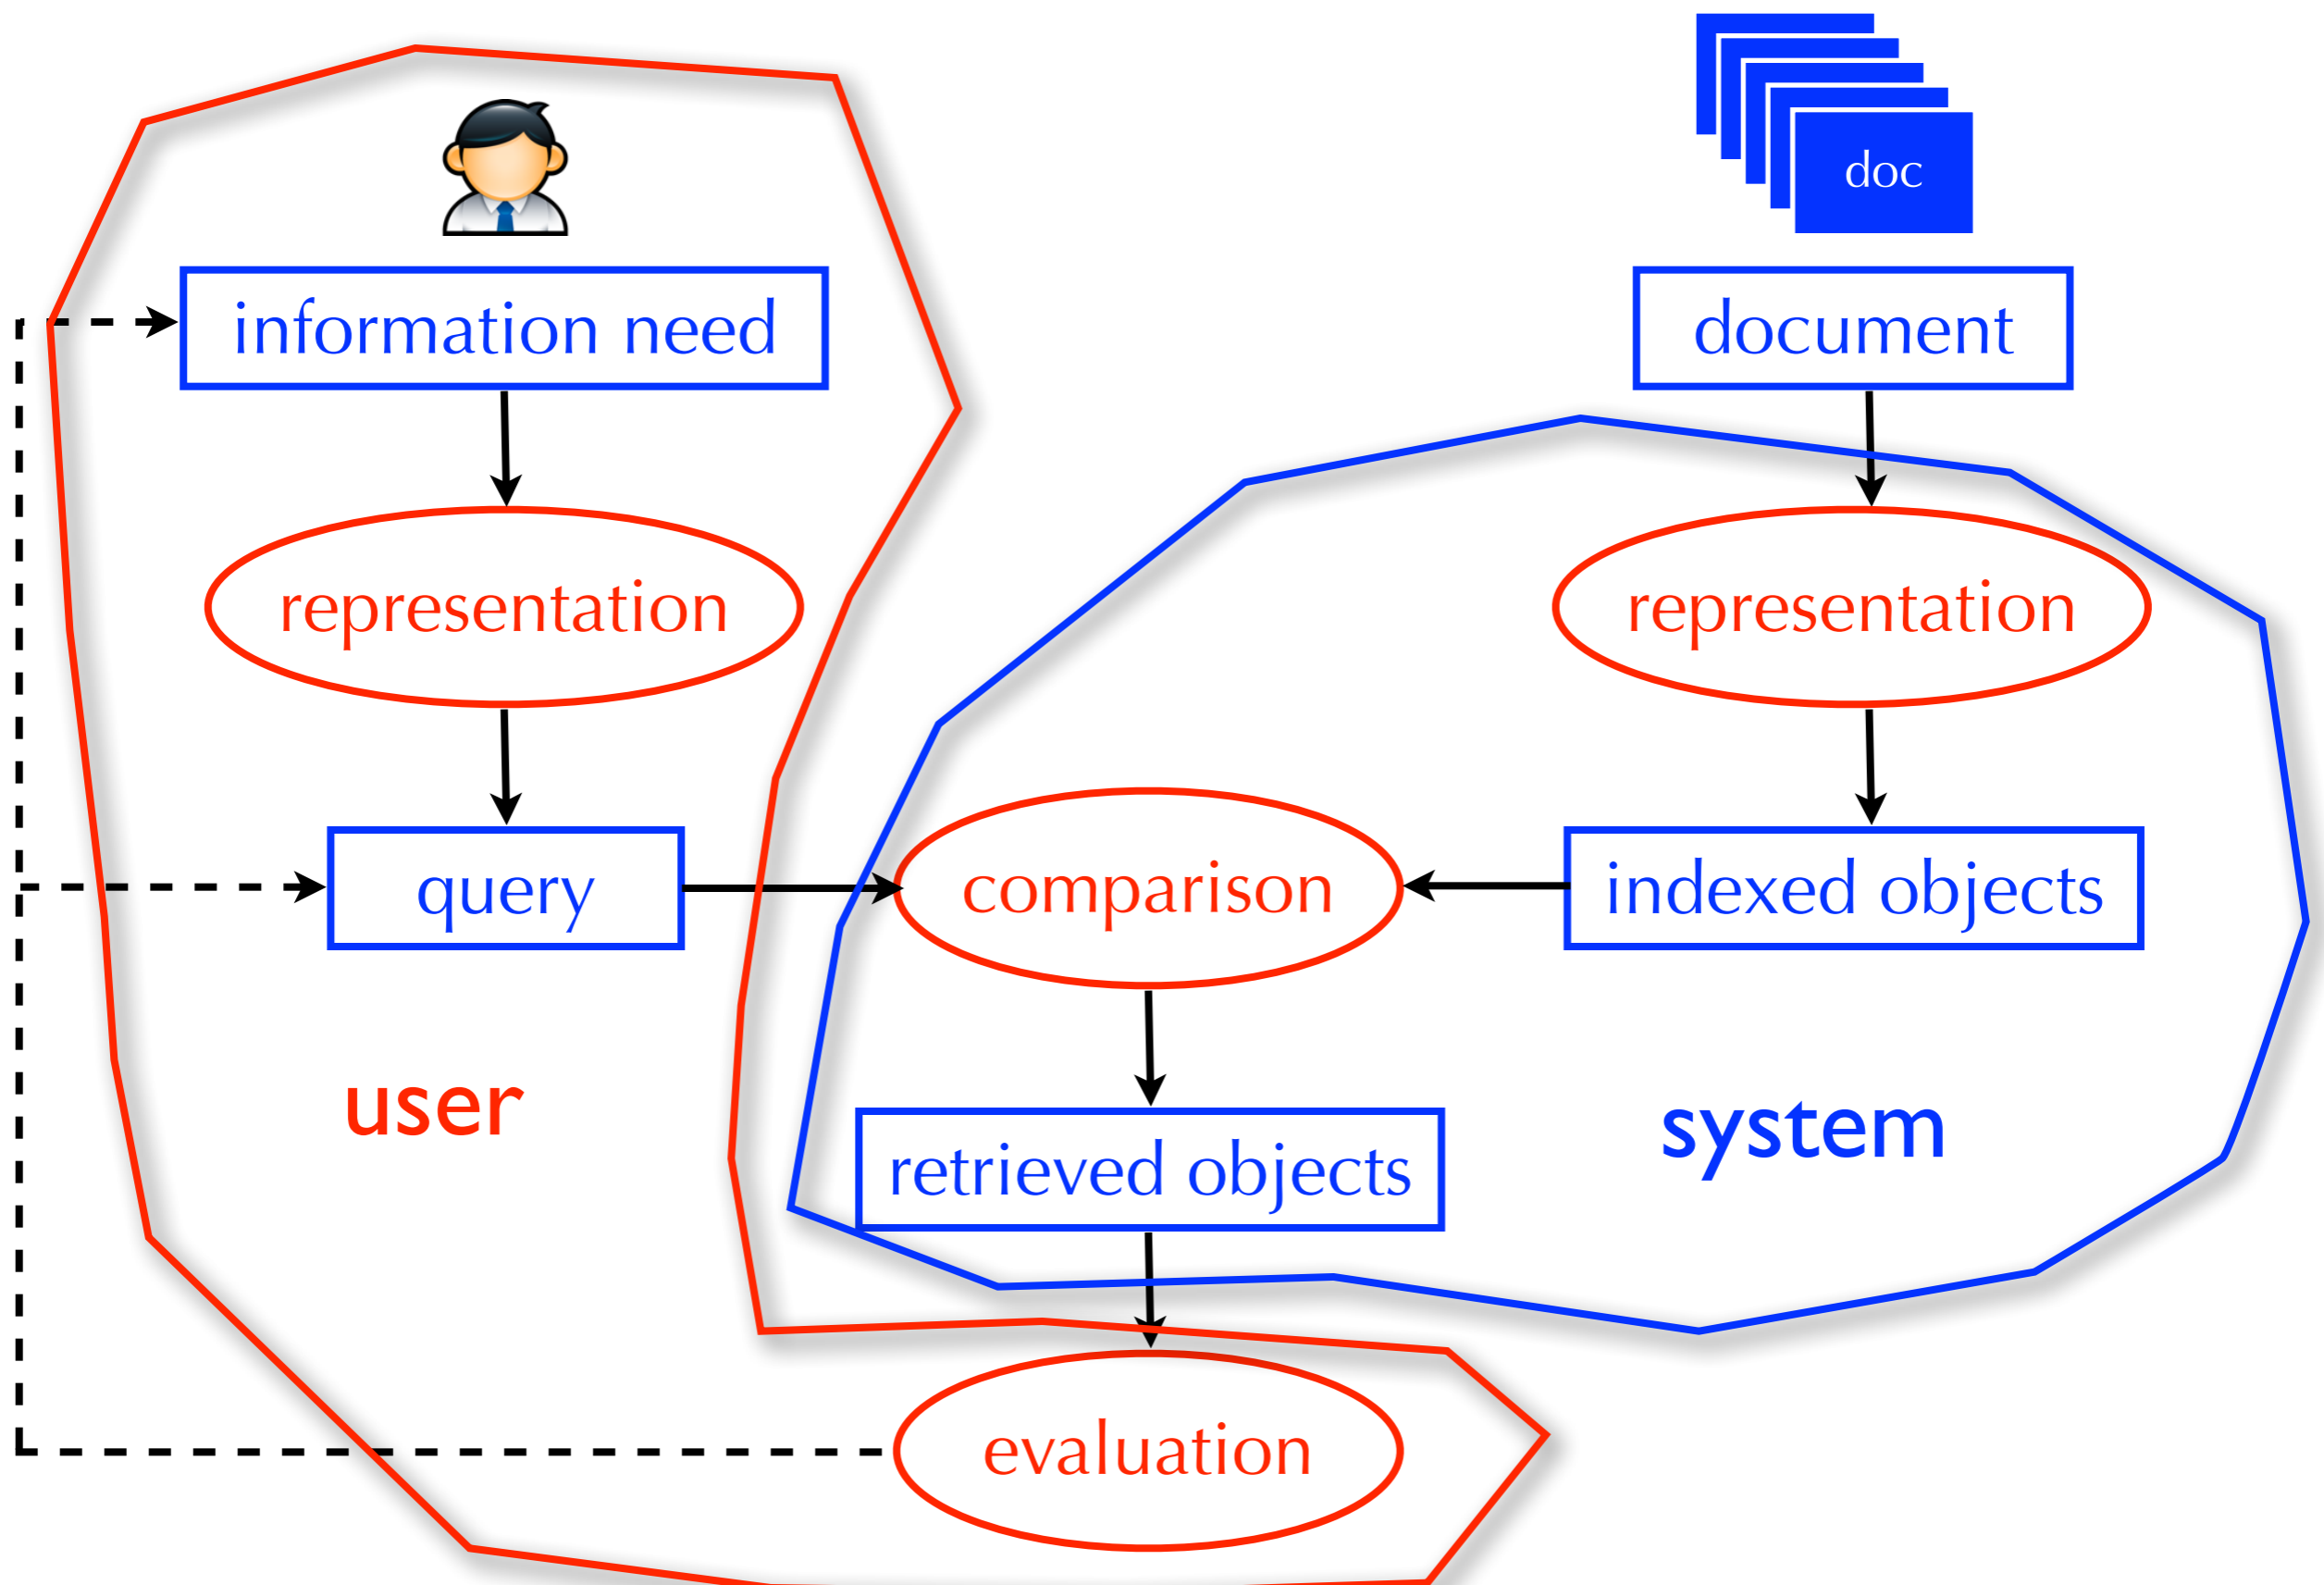 doc
information need
document
representation
representation
query
comparison
indexed objects
user
system
retrieved objects
evaluation